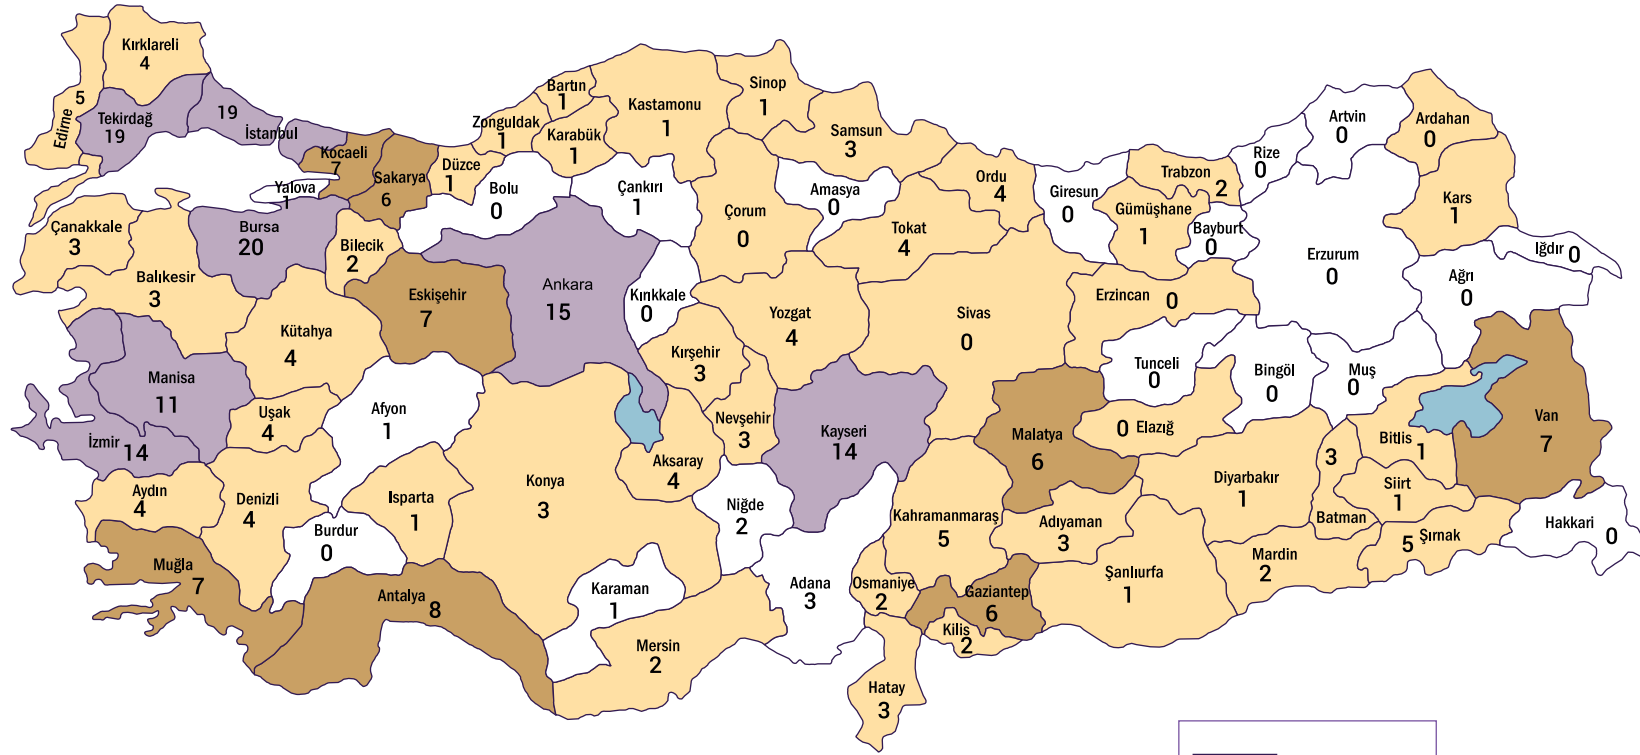 Kırklareli
4
5
Edirne
Tekirdağ
19
19
İstanbul
Kocaeli
7
Sakarya
6
Düzce
1
Zonguldak
1
Bartın
1
Karabük
1
Kastamonu
1
Sinop
1
Samsun
3
Yalova
1
Bolu
0
Çankırı
1
Çorum
0
Amasya
0
Tokat
4
Ordu
4
Giresun
0
Trabzon
2
Gümüşhane
1
Bayburt
0
Rize
0
Artvin
0
Ardahan
0
Kars
1
Iğdır 0
Ağrı
0
Erzurum
0
Erzincan 0
Çanakkale
3
Balıkesir
3
Bursa
20
Bilecik
2
Eskişehir
7
Ankara
15
Kırıkkale
0
Yozgat
4
Sivas
0
Kütahya
4
Manisa
11
Uşak
4
Afyon
1
Kırşehir
3
Nevşehir
3
Kayseri
14
Malatya
6
Tunceli
0
0 Elazığ
Bingöl
0
Muş
0
Bitlis
1
Van
7
İzmir
14
Aydın
4
Denizli
4
Isparta
1
Burdur
0
Konya
3
Aksaray
4
Niğde
2
Kahramanmaraş
5
Adıyaman
3
Diyarbakır
1
3
Batman
Siirt
1
5 Şırnak
Hakkari 0
Mardin
2
Şanlıurfa
1
Muğla
7
Antalya
8
Karaman
1
Mersin
2
Adana
3
Osmaniye
2
Gaziantep
6
Kilis
2
Hatay
3